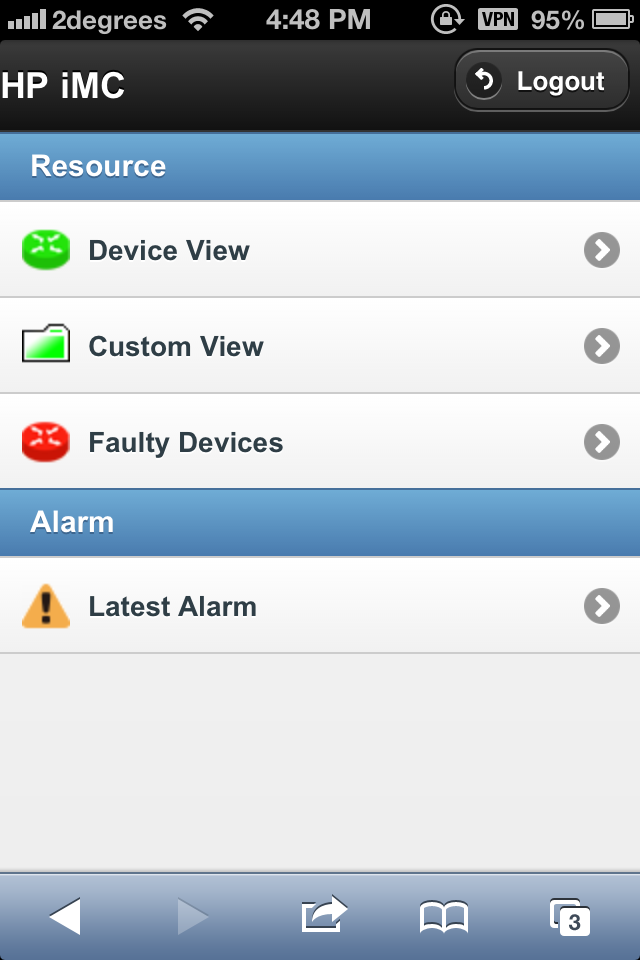 2degrees 4:48 PM VPN 95%
HP iMC Logout
Resource
Device View
Custom View
Faulty Devices
Alarm
Latest Alarm
3